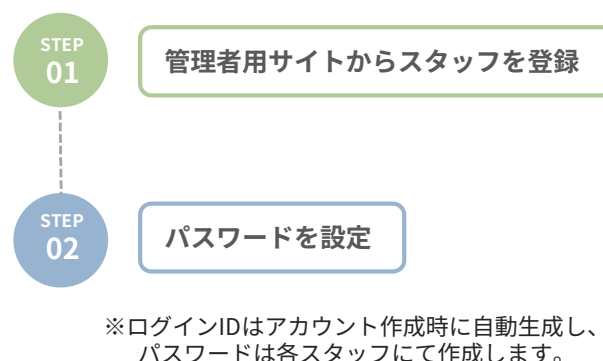 STEP
01
管理者用サイトからスタッフを登録
STEP
02
パスワードを設定
※ログインIDはアカウント作成時に自動生成し、
パスワードは各スタッフにて作成します。